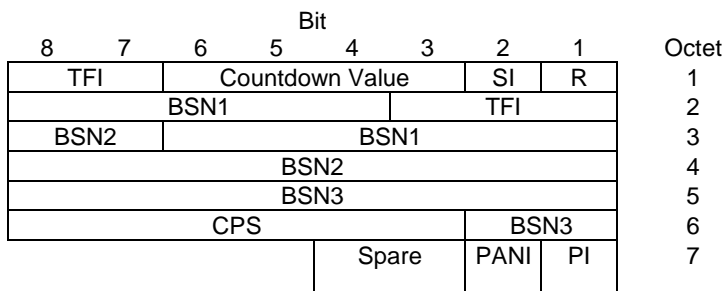 Bit
8 7 6 5 4 3 2 1 Octet
TFI Countdown Value SI R 1
BSN1 TFI 2
BSN2 BSN1 3
BSN2 4
BSN3 5
CPS BSN3 6
Spare PANI PI 7